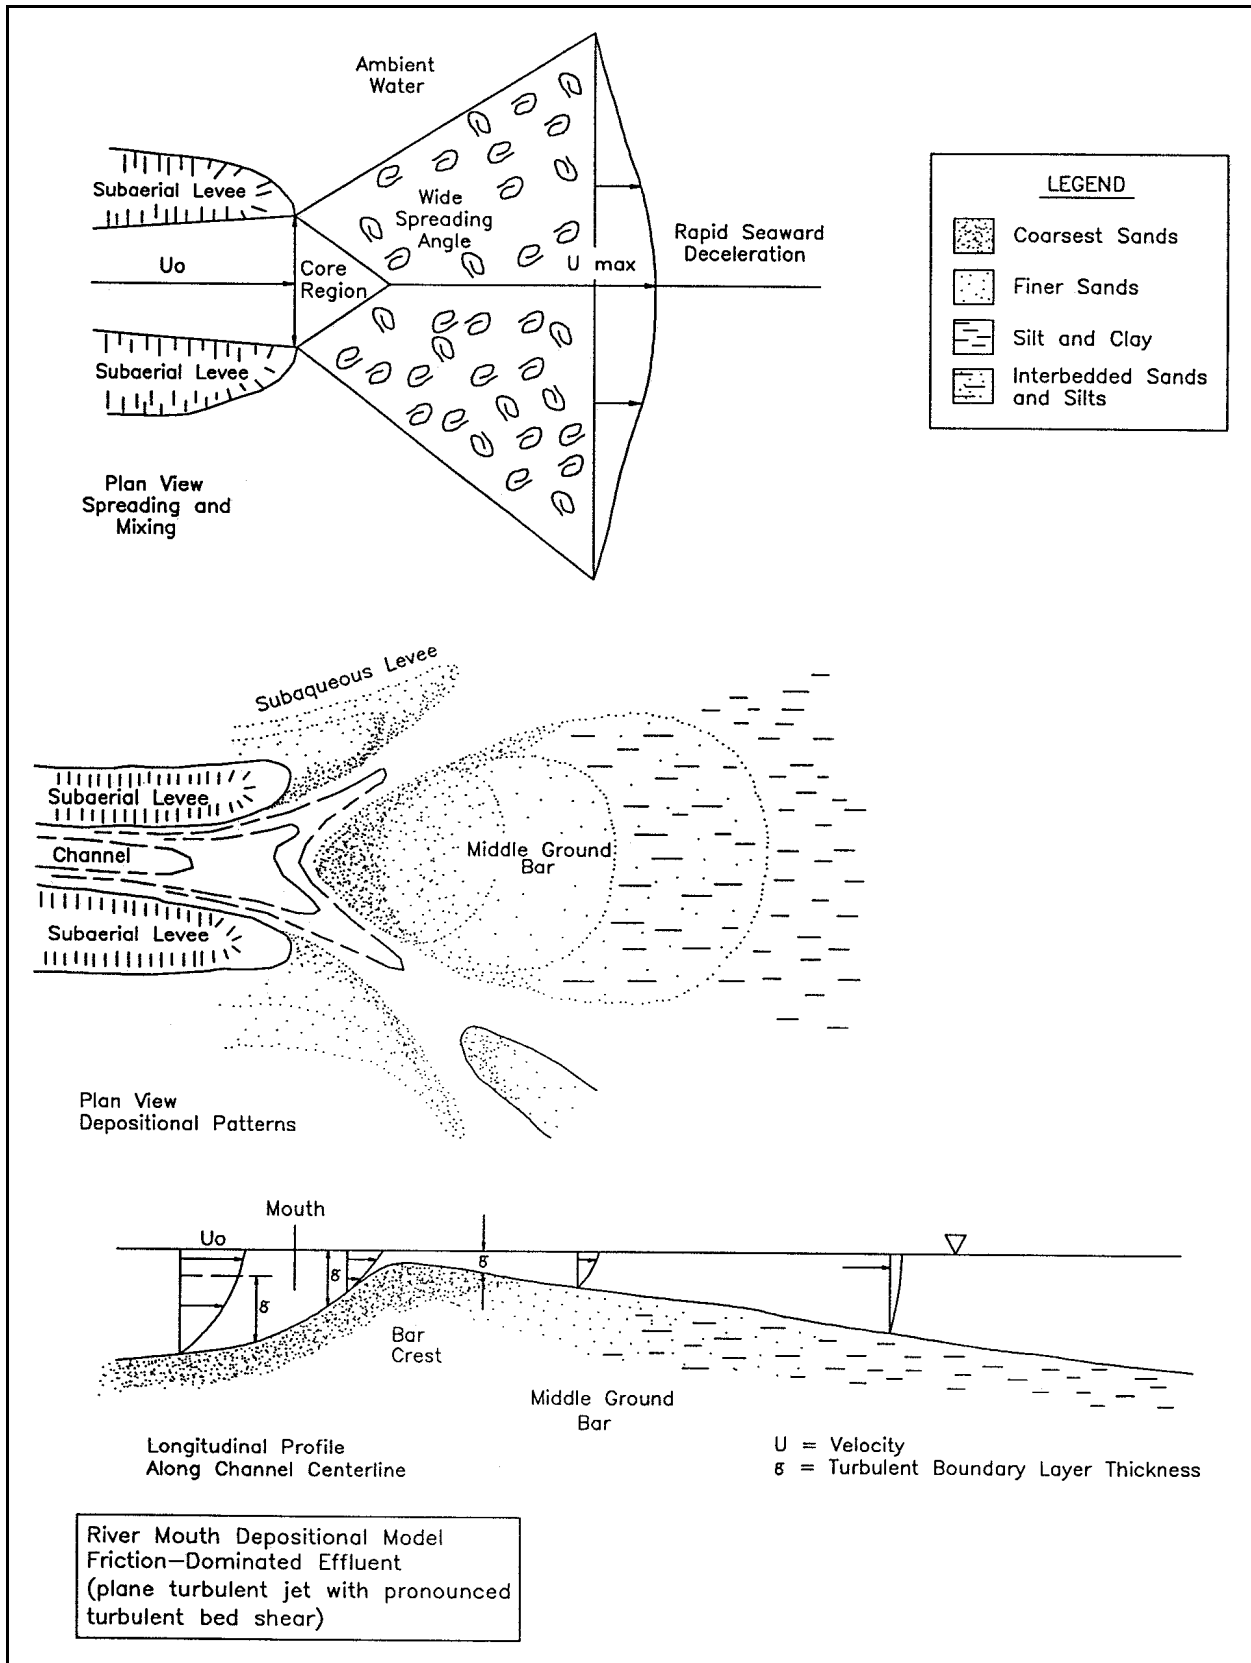 Ambient
Water
Subaerial Levee
Wide
Spreading
Angle
Uo
Core
Region
U max
Rapid Seaward
Deceleration
Subaerial Levee
Plan View
Spreading and
Mixing
LEGEND
Coarsest Sands
Finer Sands
Silt and Clay
Interbedded Sands
and Silts
Subaqueous Levee
Subaerial Levee
Channel
Middle Ground
Bar
Subaerial Levee
Plan View
Depositional Patterns
Mouth
Uo
δ
δ
δ
Bar
Crest
Middle Ground
Bar
Longitudinal Profile
Along Channel Centerline
U = Velocity
δ = Turbulent Boundary Layer Thickness
River Mouth Depositional Model
Friction-Dominated Effluent
(plane turbulent jet with pronounced
turbulent bed shear)